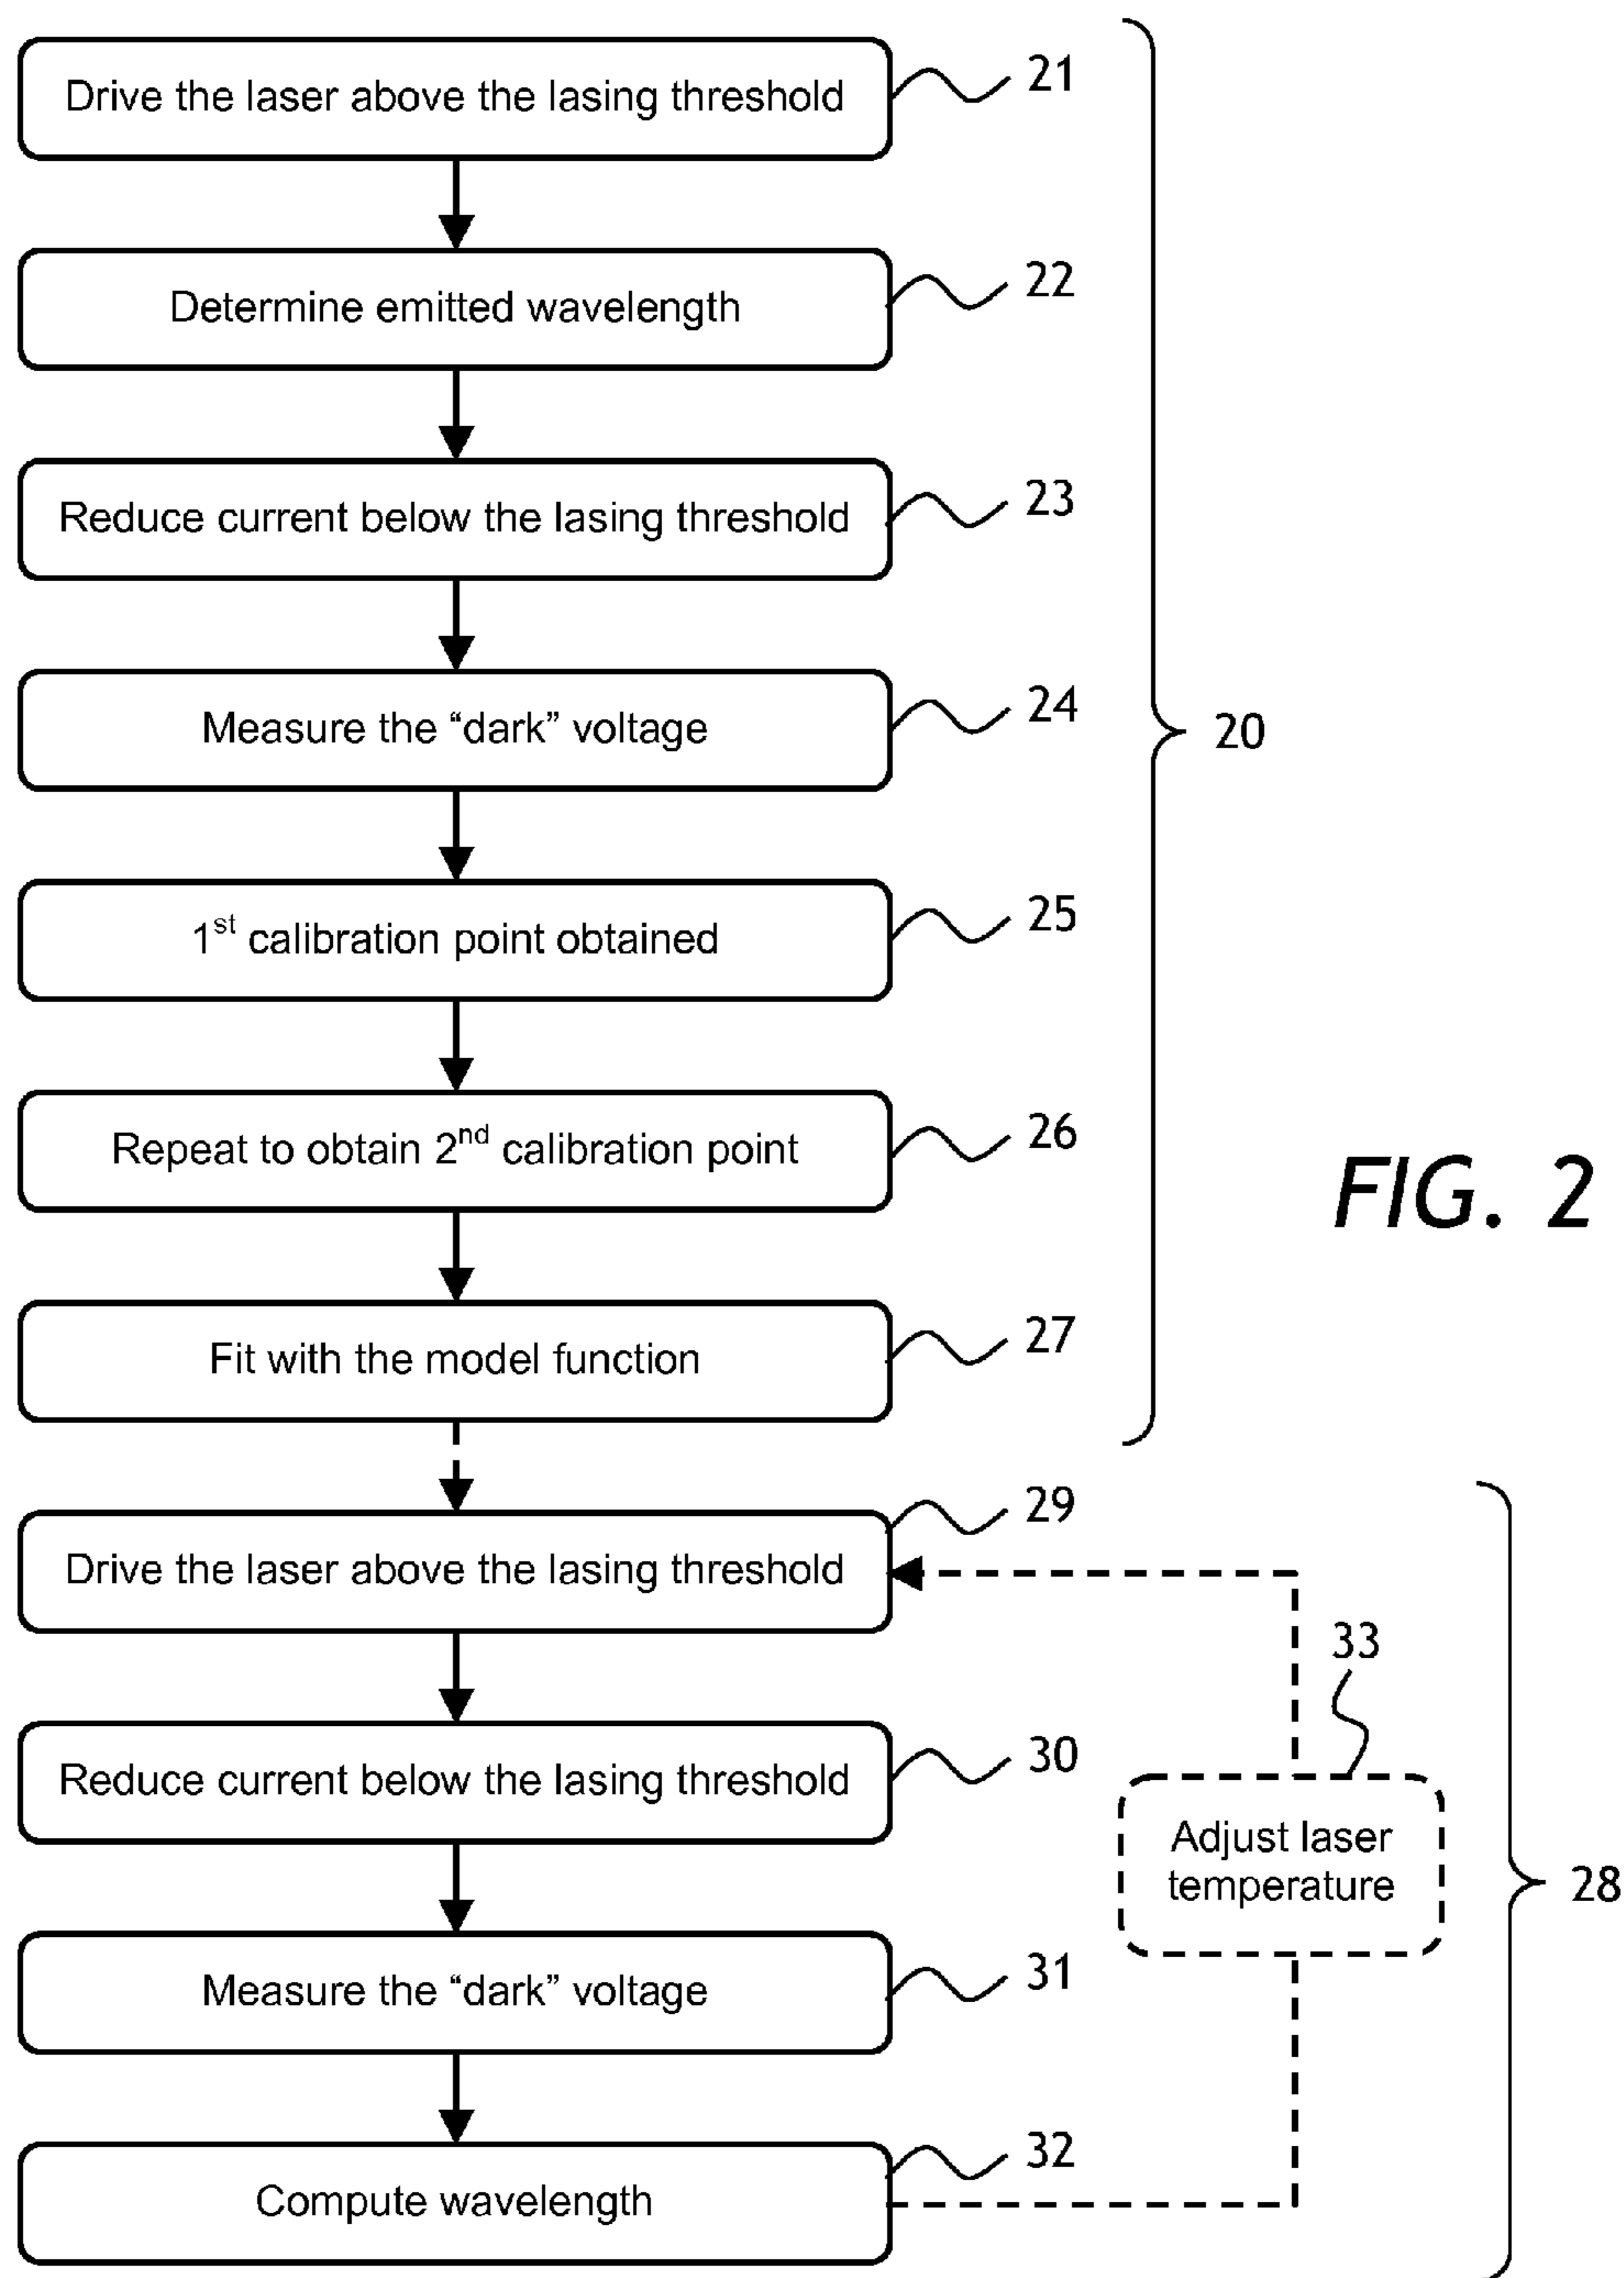 Drive the laser above the lasing threshold
21
Determine emitted wavelength
22
Reduce current below the lasing threshold
23
Measure the “dark” voltage
24
20
1st calibration point obtained
25
Repeat to obtain 2nd calibration point
26
FIG. 2
Fit with the model function
27
Drive the laser above the lasing threshold
29
33
Reduce current below the lasing threshold
30
Adjust laser
temperature
28
Measure the “dark” voltage
31
Compute wavelength
32